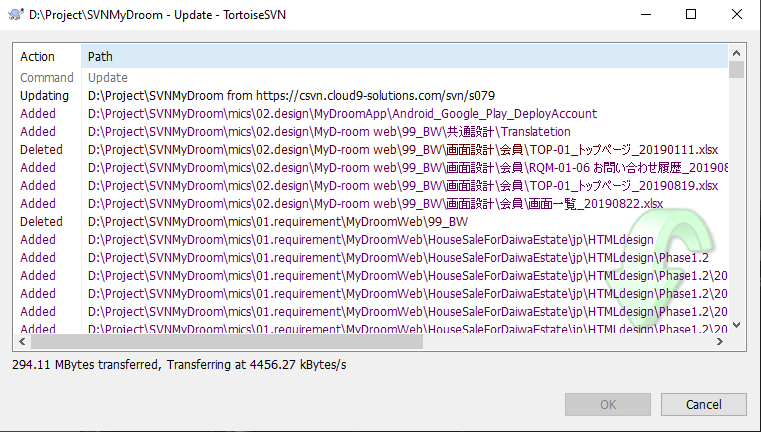 D:\Project\SVNMyDroom - Update - TortoiseSVN
Action Path
Command Update
Updating D:\Project\SVNMyDroom from https://csvn.cloud9-solutions.com/svn/s079
Added D:\Project\SVNMyDroom\mics\02.design\MyDroomApp\Android_Google_Play_DeployAccount
Added D:\Project\SVNMyDroom\mics\02.design\MyD-room web\99_BW\共通設計\Translatetion
Deleted D:\Project\SVNMyDroom\mics\02.design\MyD-room web\99_BW\画面設計\会員\TOP-01_トップページ_20190111.xlsx
Added D:\Project\SVNMyDroom\mics\02.design\MyD-room web\99_BW\画面設計\会員\RQM-01-06 お問い合わせ履歴_201908
Added D:\Project\SVNMyDroom\mics\02.design\MyD-room web\99_BW\画面設計\会員\TOP-01_トップページ_20190819.xlsx
Added D:\Project\SVNMyDroom\mics\02.design\MyD-room web\99_BW\画面設計\会員\画面一覧_20190822.xlsx
Deleted D:\Project\SVNMyDroom\mics\01.requirement\MyDroomWeb\99_BW
Added D:\Project\SVNMyDroom\mics\01.requirement\MyDroomWeb\HouseSaleForDaiwaEstate\jp\HTMLdesign
Added D:\Project\SVNMyDroom\mics\01.requirement\MyDroomWeb\HouseSaleForDaiwaEstate\jp\HTMLdesign\Phase1.2
Added D:\Project\SVNMyDroom\mics\01.requirement\MyDroomWeb\HouseSaleForDaiwaEstate\jp\HTMLdesign\Phase1.2\20
Added D:\Project\SVNMyDroom\mics\01.requirement\MyDroomWeb\HouseSaleForDaiwaEstate\jp\HTMLdesign\Phase1.2\20
Added D:\Project\SVNMyDroom\mics\01.requirement\MyDroomWeb\HouseSaleForDaiwaEstate\jp\HTMLdesign\Phase1.2\20
Added D:\Project\SVNMyDroom\mics\01.requirement\MyDroomWeb\HouseSaleForDaiwaEstate\jp\HTMLdesign\Phase1.2\20
294.11 MBytes transferred, Transferring at 4456.27 kBytes/s
OK Cancel